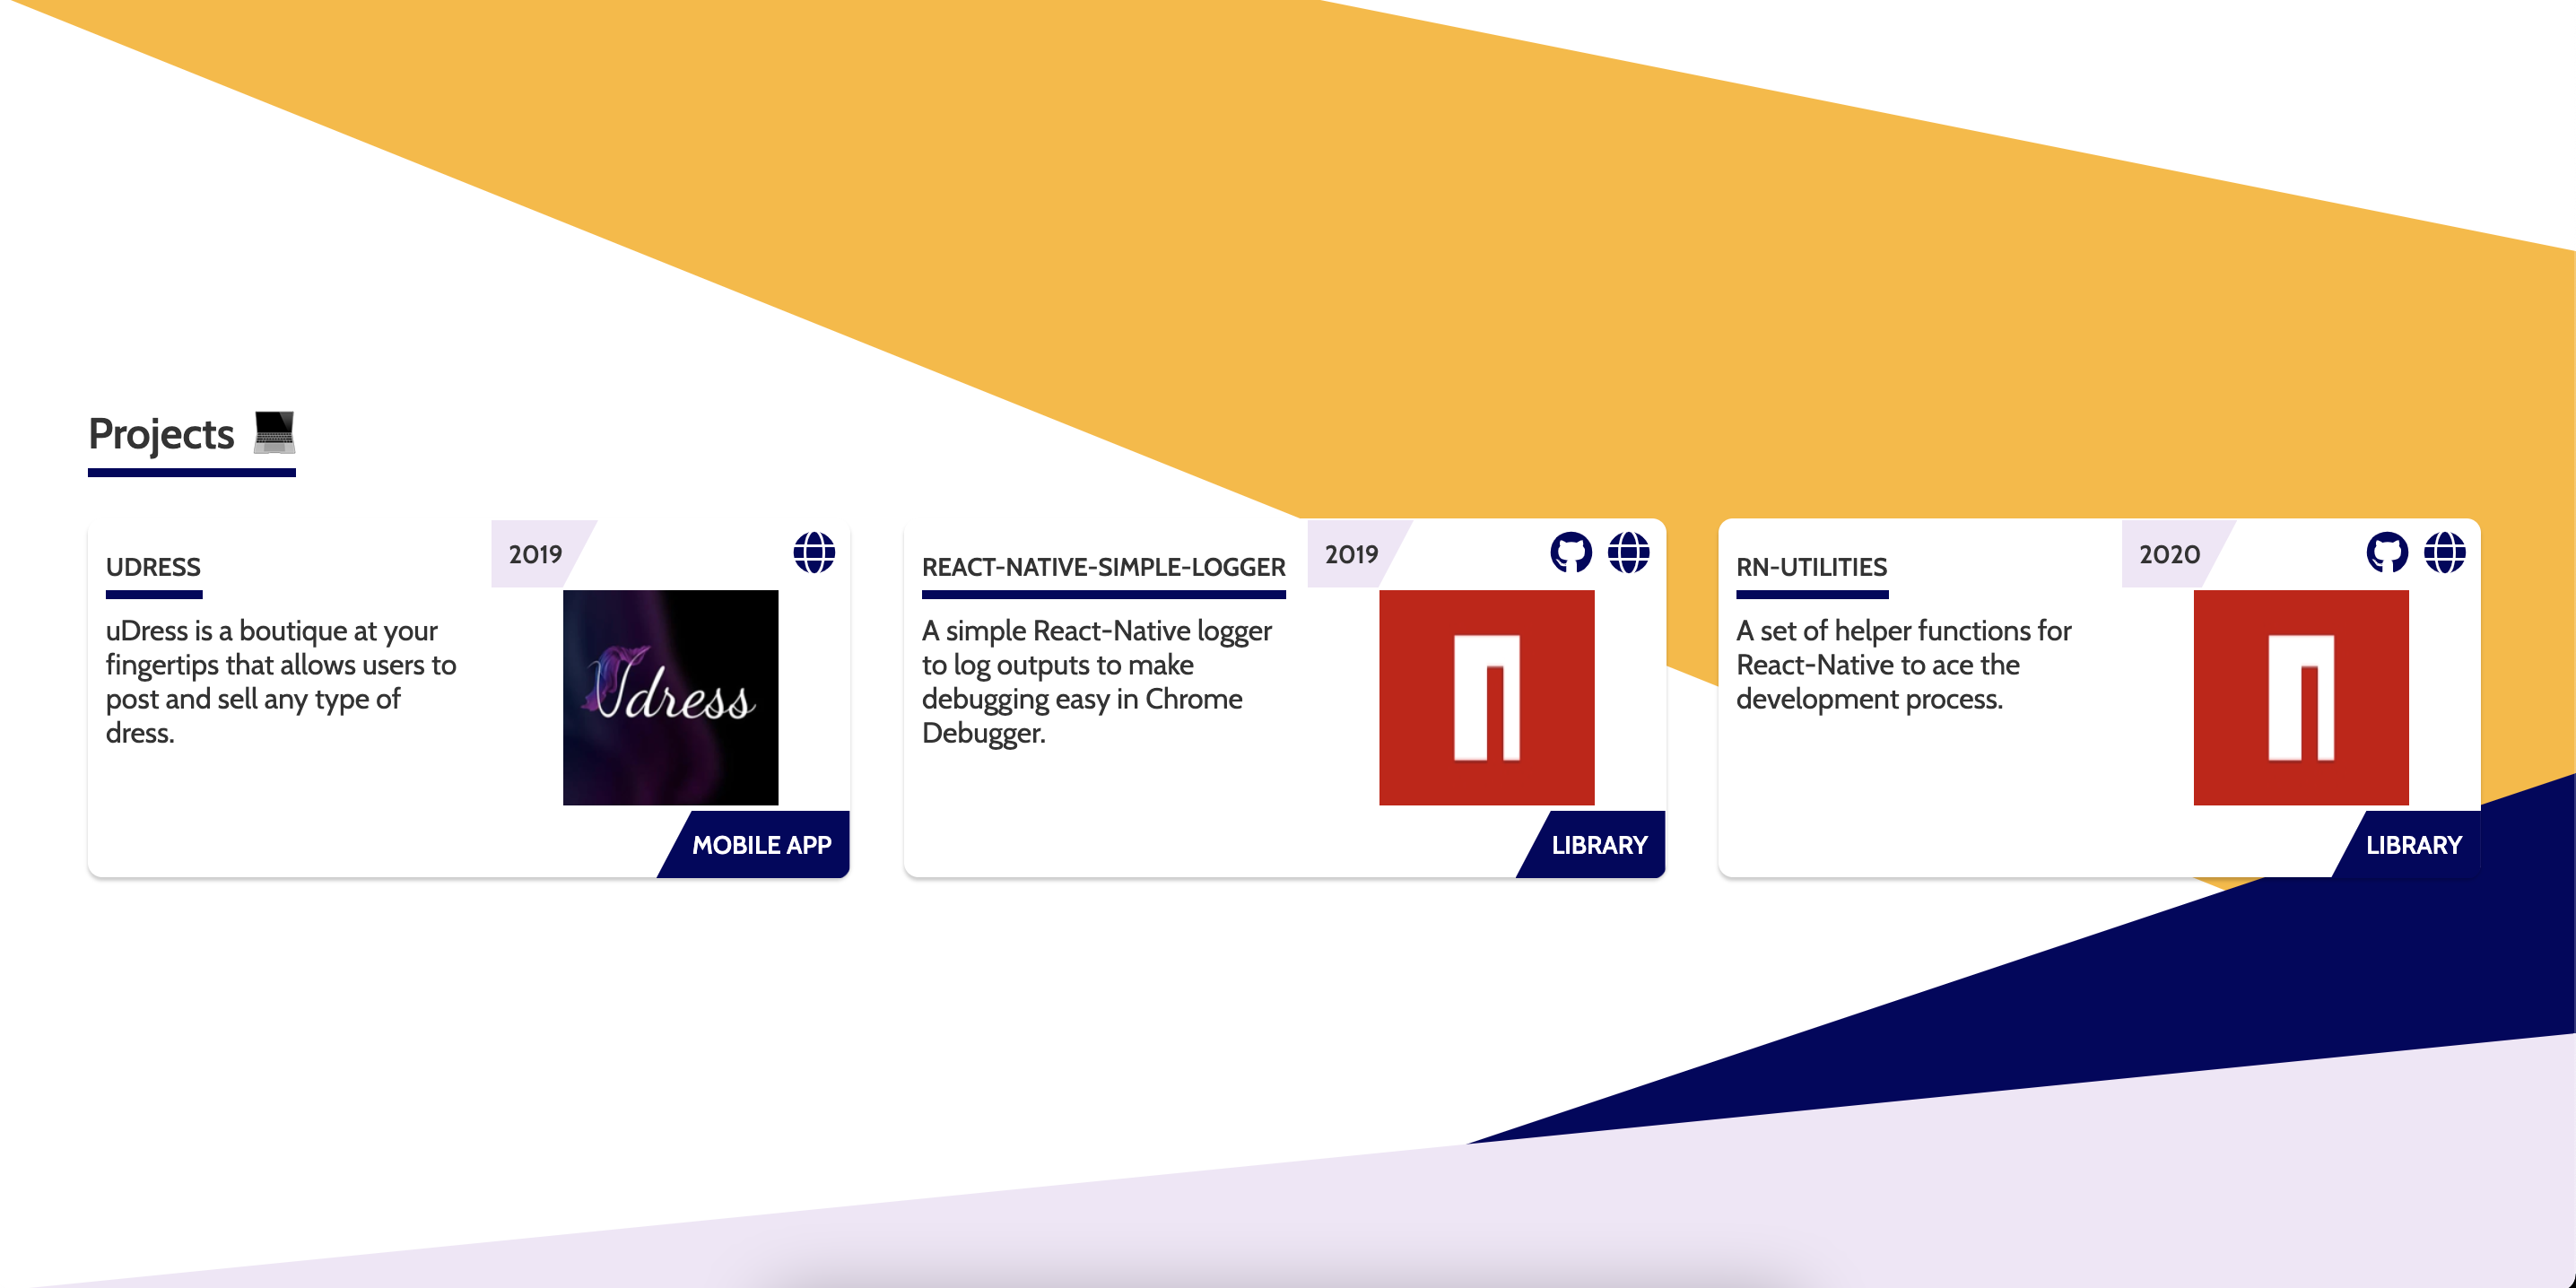 Projects
UDRESS
2019
uDress is a boutique at your
fingertips that allows users to
post and sell any type of
dress.
Udress
MOBILE APP
REACT-NATIVE-SIMPLE-LOGGER
2019
A simple React-Native logger
to log outputs to make
debugging easy in Chrome
Debugger.
n
LIBRARY
RN-UTILITIES
2020
A set of helper functions for
React-Native to ace the
development process.
n
LIBRARY